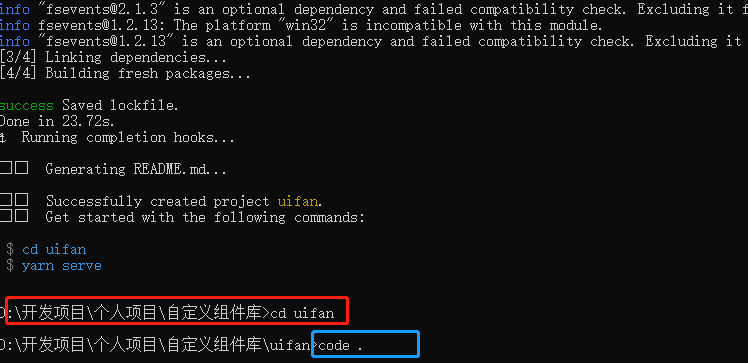 info "fsevents@2.1.3" is an optional dependency and failed compatibility check. Excluding it f
info fsevents@1.2.13: The platform "win32" is incompatible with this module.
info "fsevents@1.2.13" is an optional dependency and failed compatibility check. Excluding it
[3/4] Linking dependencies...
[4/4] Building fresh packages...
success Saved lockfile.
Done in 23.72s.
Running completion hooks...
Generating README.md...
Successfully created project uifan.
Get started with the following commands:
$ cd uifan
$ yarn serve
D:\开发项目\个人项目\自定义组件库>cd uifan
D:\开发项目\个人项目\自定义组件库\uifan>code .